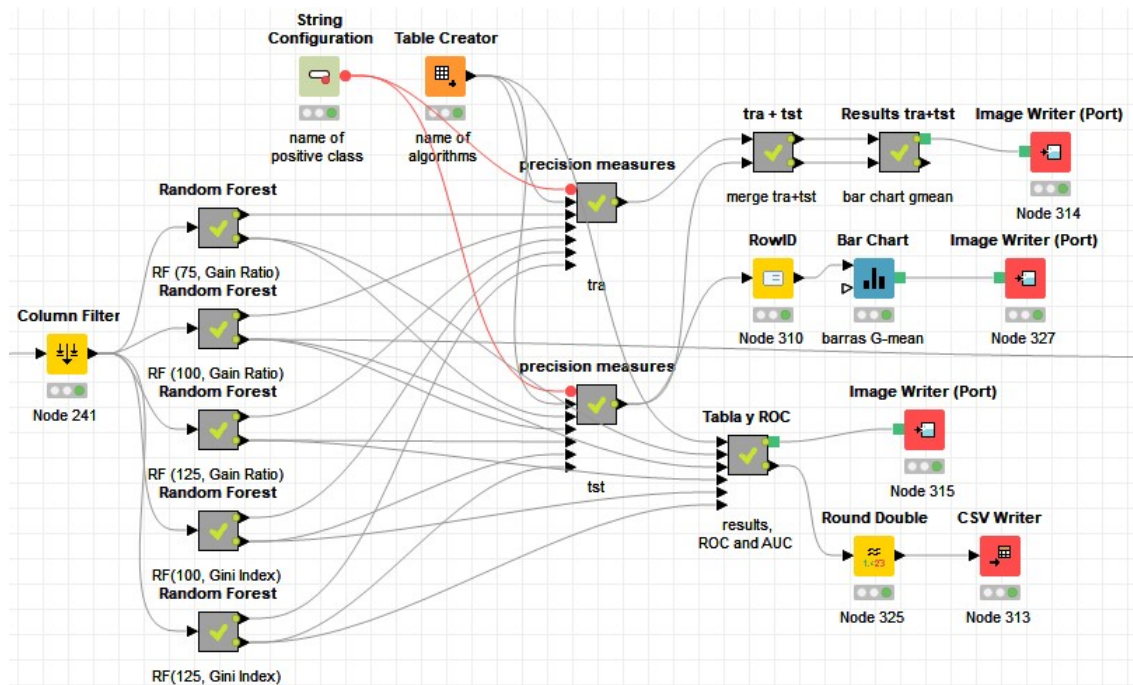 String
Configuration
Table Creator
name of
positive class
name of
algorithms
tra + tst
Results tra+tst
Image Writer (Port)
precision measures
merge tra+tst
bar chart gmean
Node 314
Random Forest
RF (75, Gain Ratio)
RowID
Bar Chart
Image Writer (Port)
tra
Node 310
barras G-mean
Node 327
Column Filter
Node 241
Random Forest
RF (100, Gain Ratio)
precision measures
Random Forest
RF (125, Gain Ratio)
tst
Tabla y ROC
Image Writer (Port)
Node 315
results,
ROC and AUC
Random Forest
RF(100, Gini Index)
Round Double
CSV Writer
Node 325
Node 313
Random Forest
RF(125, Gini Index)